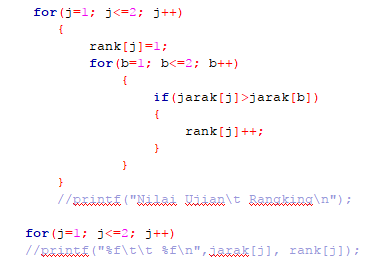 for(j=1; j<=2; j++)
{
rank[j]=1;
for(b=1; b<=2; b++)
{
if(jarak[j]>jarak[b])
{
rank[j]++;
}
}
}
//printf("Nilai Ujian\t Rangking\n");
for(j=1; j<=2; j++)
//printf("%f\t\t %f\n",jarak[j], rank[j]);